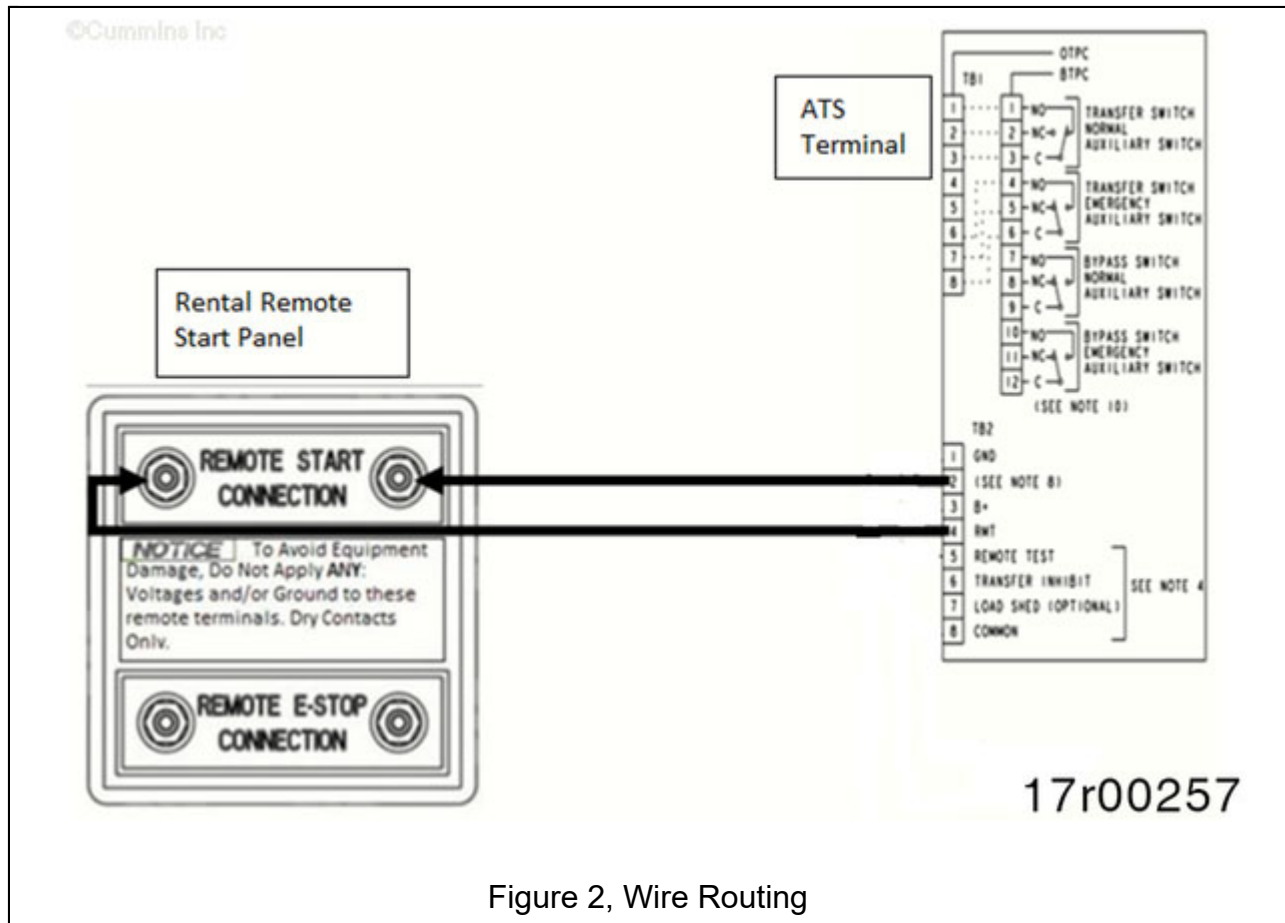 ©Cummins Inc
ATS
Terminal
OTPC
BTPC
TB1
1
2
3
4
5
6
7
8
1 NO
2 NC
3 C
TRANSFER SWITCH
NORMAL
AUXILIARY SWITCH
4 NO
5 NC
6 C
TRANSFER SWITCH
EMERGENCY
AUXILIARY SWITCH
7 NO
8 NC
9 C
BYPASS SWITCH
NORMAL
AUXILIARY SWITCH
10 NO
11 NC
12 C
BYPASS SWITCH
EMERGENCY
AUXILIARY SWITCH
(SEE NOTE 10)
TB2
1 GND
2 (SEE NOTE 8)
3 B+
4 RMT
5 REMOTE TEST
6 TRANSFER INHIBIT
7 LOAD SHED (OPTIONAL)
8 COMMON
SEE NOTE 4
Rental Remote
Start Panel
REMOTE START
CONNECTION
NOTICE To Avoid Equipment
Damage, Do Not Apply ANY:
Voltages and/or Ground to these
remote terminals. Dry Contacts
Only.
REMOTE E-STOP
CONNECTION
17r00257
Figure 2, Wire Routing